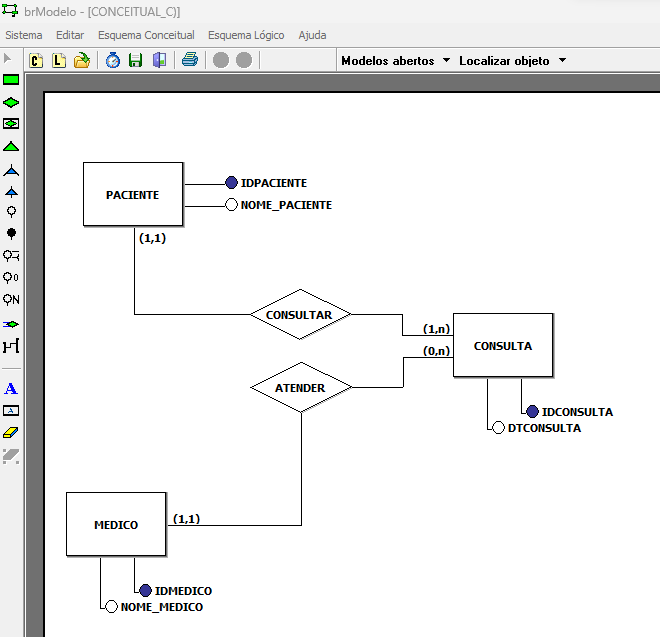 brModelo - [CONCEITUAL_C)]
Sistema Editar Esquema Conceitual Esquema Lógico Ajuda
C L Modelos abertos Localizar objeto
PACIENTE
IDPACIENTE
NOME_PACIENTE
(1,1)
CONSULTAR
(1,n)
CONSULTA
(0,n)
ATENDER
IDCONSULTA
DTCONSULTA
MEDICO
(1,1)
IDMEDICO
NOME_MEDICO
0
N
A
A